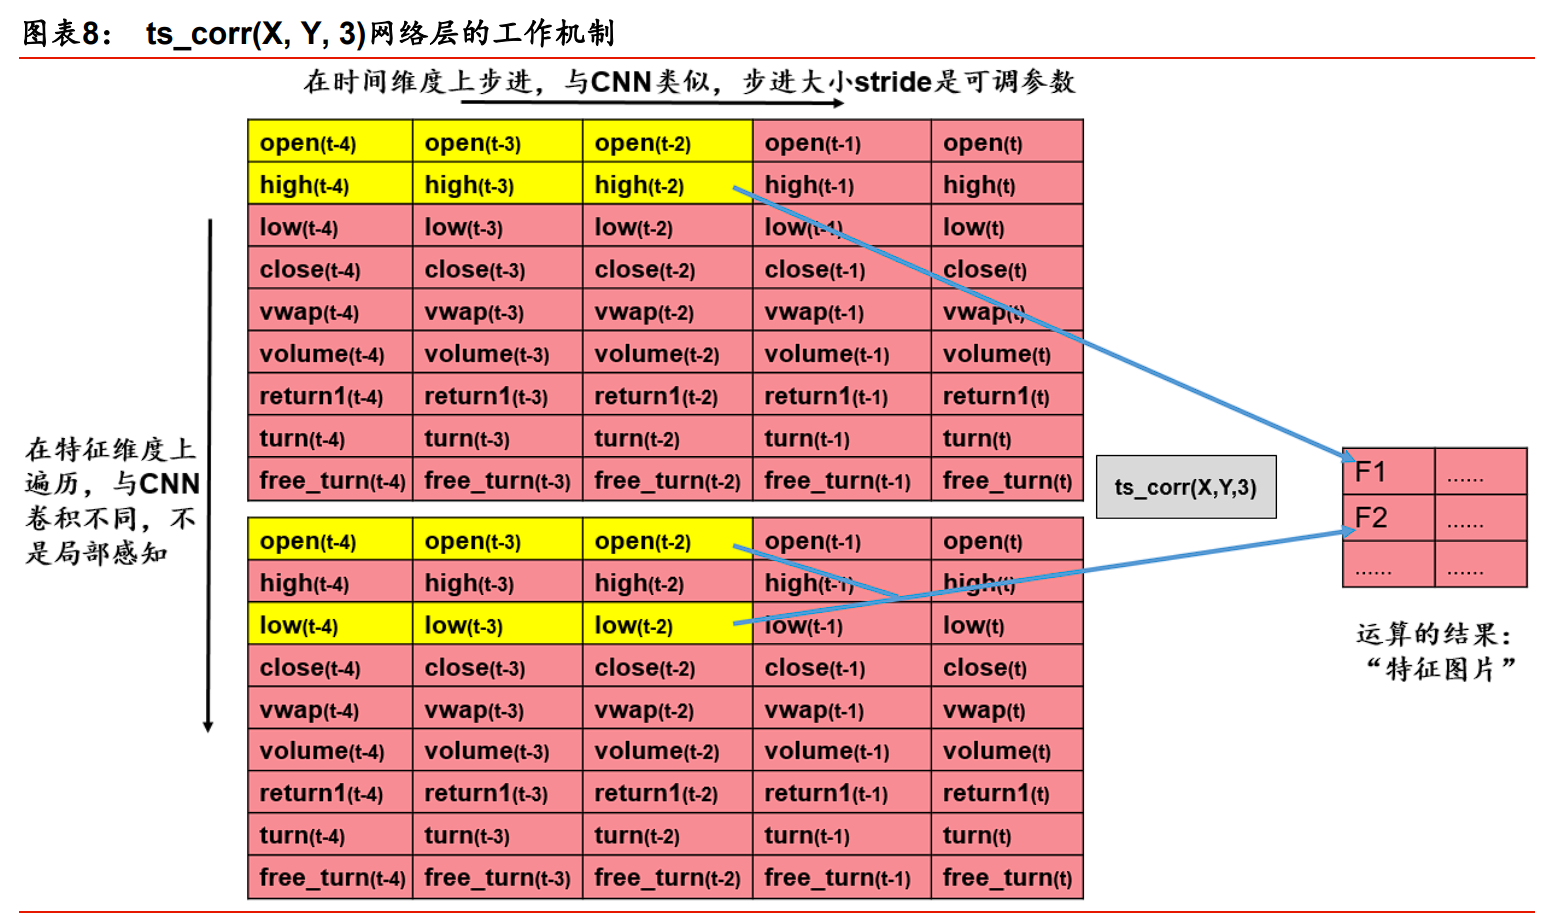 图表8： ts_corr(X, Y, 3)网络层的工作机制
在时间维度上步进，与CNN类似，步进大小stride是可调参数
open(t-4) open(t-3) open(t-2) open(t-1) open(t)
high(t-4) high(t-3) high(t-2) high(t-1) high(t)
low(t-4) low(t-3) low(t-2) low(t-1) low(t)
close(t-4) close(t-3) close(t-2) close(t-1) close(t)
vwap(t-4) vwap(t-3) vwap(t-2) vwap(t-1) vwap(t)
volume(t-4) volume(t-3) volume(t-2) volume(t-1) volume(t)
return1(t-4) return1(t-3) return1(t-2) return1(t-1) return1(t)
turn(t-4) turn(t-3) turn(t-2) turn(t-1) turn(t)
free_turn(t-4) free_turn(t-3) free_turn(t-2) free_turn(t-1) free_turn(t)
在特征维度上
遍历，与CNN
卷积不同，不
是局部感知
open(t-4) open(t-3) open(t-2) open(t-1) open(t)
high(t-4) high(t-3) high(t-2) high(t-1) high(t)
low(t-4) low(t-3) low(t-2) low(t-1) low(t)
close(t-4) close(t-3) close(t-2) close(t-1) close(t)
vwap(t-4) vwap(t-3) vwap(t-2) vwap(t-1) vwap(t)
volume(t-4) volume(t-3) volume(t-2) volume(t-1) volume(t)
return1(t-4) return1(t-3) return1(t-2) return1(t-1) return1(t)
turn(t-4) turn(t-3) turn(t-2) turn(t-1) turn(t)
free_turn(t-4) free_turn(t-3) free_turn(t-2) free_turn(t-1) free_turn(t)
ts_corr(X,Y,3)
F1 ......
F2 ......
...... ......
运算的结果：
“特征图片”